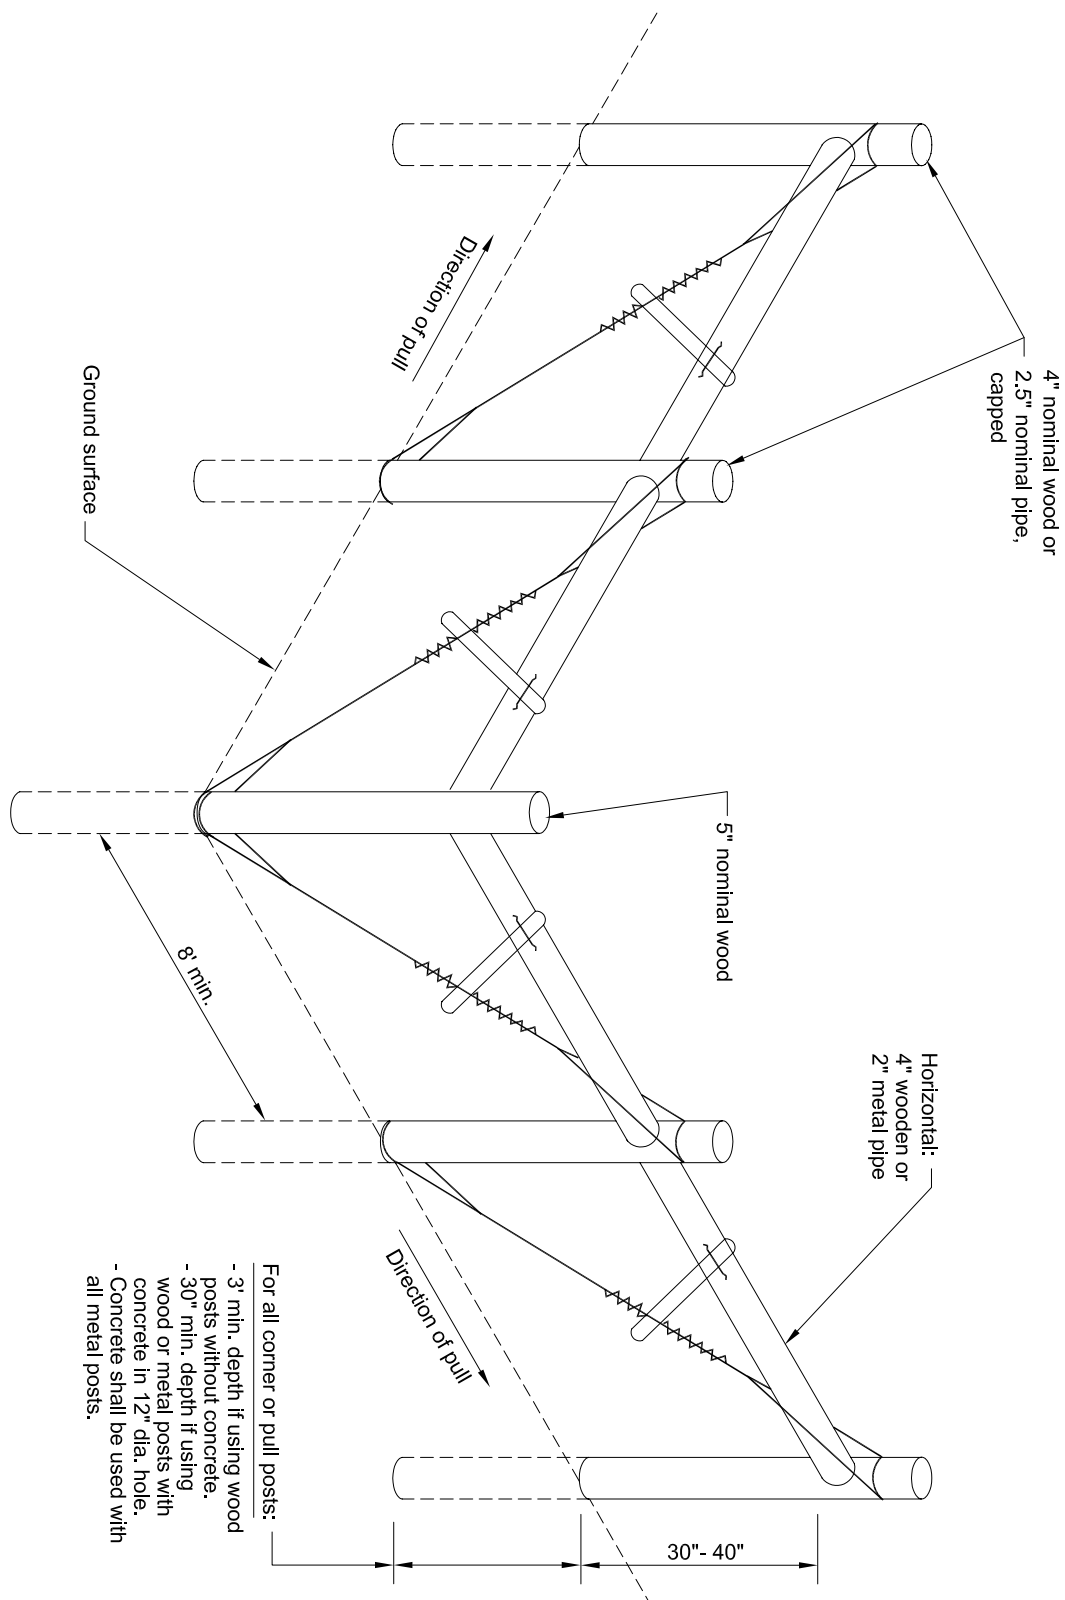 4" nominal wood or
2.5" nominal pipe,
capped
5" nominal wood
Horizontal:
4" wooden or
2" metal pipe
Direction of pull
Ground surface
8' min.
Direction of pull
30"- 40"
For all corner or pull posts:
- 3' min. depth if using wood
posts without concrete.
- 30" min. depth if using
wood or metal posts with
concrete in 12" dia. hole.
- Concrete shall be used with
all metal posts.